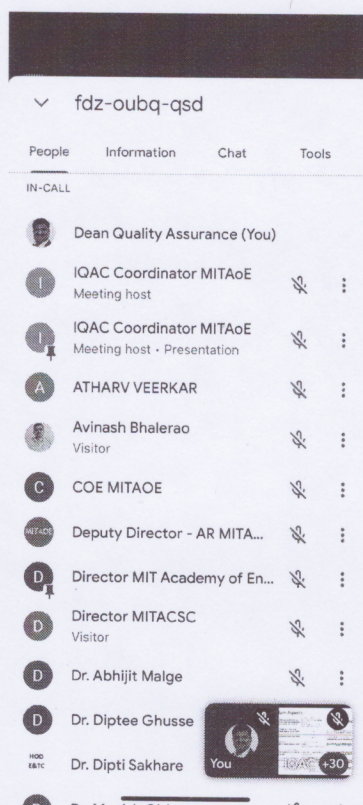 fdz-oubq-qsd
People Information Chat Tools
IN-CALL
Dean Quality Assurance (You)
I
IQAC Coordinator MITAoE
Meeting host
I
IQAC Coordinator MITAoE
Meeting host • Presentation
A
ATHARV VEERKAR
Avinash Bhalerao
Visitor
C
COE MITAOE
MITAOE
Deputy Director - AR MITA...
D
Director MIT Academy of En...
D
Director MITACSC
Visitor
D
Dr. Abhijit Malge
D
Dr. Diptee Ghusse
HOD
E&TC
Dr. Dipti Sakhare
You
IQAC
+30